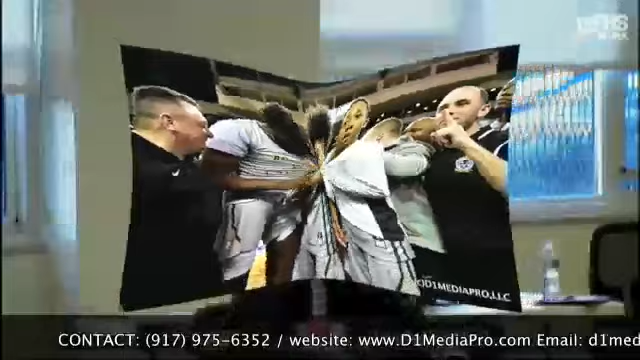 ©D1MEDIAPRO,LLC
CONTACT: (917) 975-6352 / website: www.D1MediaPro.com Email: d1med